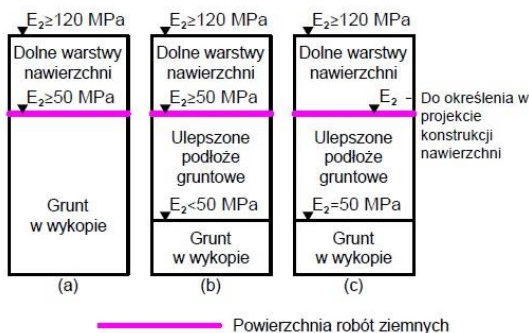 E₂≥120 MPa
E₂≥120 MPa
E₂≥120 MPa
Dolne warstwy
nawierzchni
Dolne warstwy
nawierzchni
Dolne warstwy
nawierzchni
E₂≥50 MPa
E₂≥50 MPa
E₂ - Do określenia w
projekcie
konstrukcji
nawierzchni
Grunt
w wykopie
Ulepszone
podłoże
gruntowe
Ulepszone
podłoże
gruntowe
E₂<50 MPa
E₂=50 MPa
Grunt
w wykopie
Grunt
w wykopie
(a)
(b)
(c)
Powierzchnia robót ziemnych